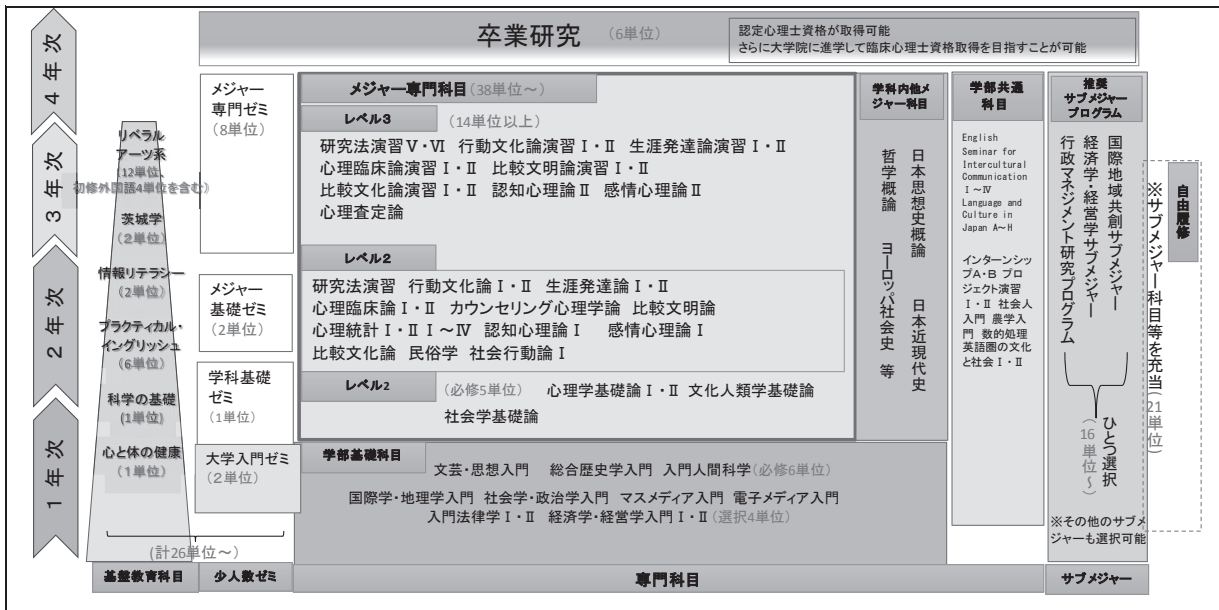 4年次
3年次
2年次
1年次
卒業研究 (6単位)
認定心理士資格が取得可能
さらに大学院に進学して臨床心理士資格取得を目指すことが可能
リベラル
アーツ系
(12単位、
初修外国語4単位を含む)
茨城学
(2単位)
情報リテラシー
(2単位)
プラクティカル・
イングリッシュ
(6単位)
科学の基礎
(1単位)
心と体の健康
(1単位)
(計26単位～)
基盤教育科目
メジャー
専門ゼミ
(8単位)
メジャー
基礎ゼミ
(2単位)
学科基礎
ゼミ
(1単位)
大学入門ゼミ
(2単位)
少人数ゼミ
メジャー専門科目(38単位～)
レベル3 (14単位以上)
研究法演習Ⅴ・Ⅵ 行動文化論演習Ⅰ・Ⅱ 生涯発達論演習Ⅰ・Ⅱ
心理臨床論演習Ⅰ・Ⅱ 比較文明論演習Ⅰ・Ⅱ
比較文化論演習Ⅰ・Ⅱ 認知心理論Ⅱ 感情心理論Ⅱ
心理査定論
レベル2
研究法演習 行動文化論Ⅰ・Ⅱ 生涯発達論Ⅰ・Ⅱ
心理臨床論Ⅰ・Ⅱ カウンセリング心理学論 比較文明論
心理統計Ⅰ・ⅡⅠ～Ⅳ 認知心理論Ⅰ 感情心理論Ⅰ
比較文化論 民俗学 社会行動論Ⅰ
レベル2 (必修5単位) 心理学基礎論Ⅰ・Ⅱ 文化人類学基礎論
社会学基礎論
学部基礎科目
文芸・思想入門 総合歴史学入門 入門人間科学(必修6単位)
国際学・地理学入門 社会学・政治学入門 マスメディア入門 電子メディア入門
入門法律学Ⅰ・Ⅱ 経済学・経営学入門Ⅰ・Ⅱ(選択4単位)
専門科目
学科内他メ
ジャー科目
日本思想史概論 日本近現代史
哲学概論 ヨーロッパ社会史 等
学部共通
科目
English
Seminar for
Intercultural
Communication
Ⅰ～Ⅳ
Language and
Culture in
Japan A～H
インターンシッ
プA・B プロ
ジェクト演習
Ⅰ・Ⅱ 社会人
入門 農学入
門 数的処理
英語圏の文化
と社会Ⅰ・Ⅱ
推奨
サブメジャー
プログラム
国際地域共創サブメジャー
経済学・経営学サブメジャー
行政マネジメント研究プログラム
ひとつ選択
(16単位～)
※その他のサブメ
ジャーも選択可能
サブメジャー
自由履修
※サブメジャー科目等を充当(21単位)